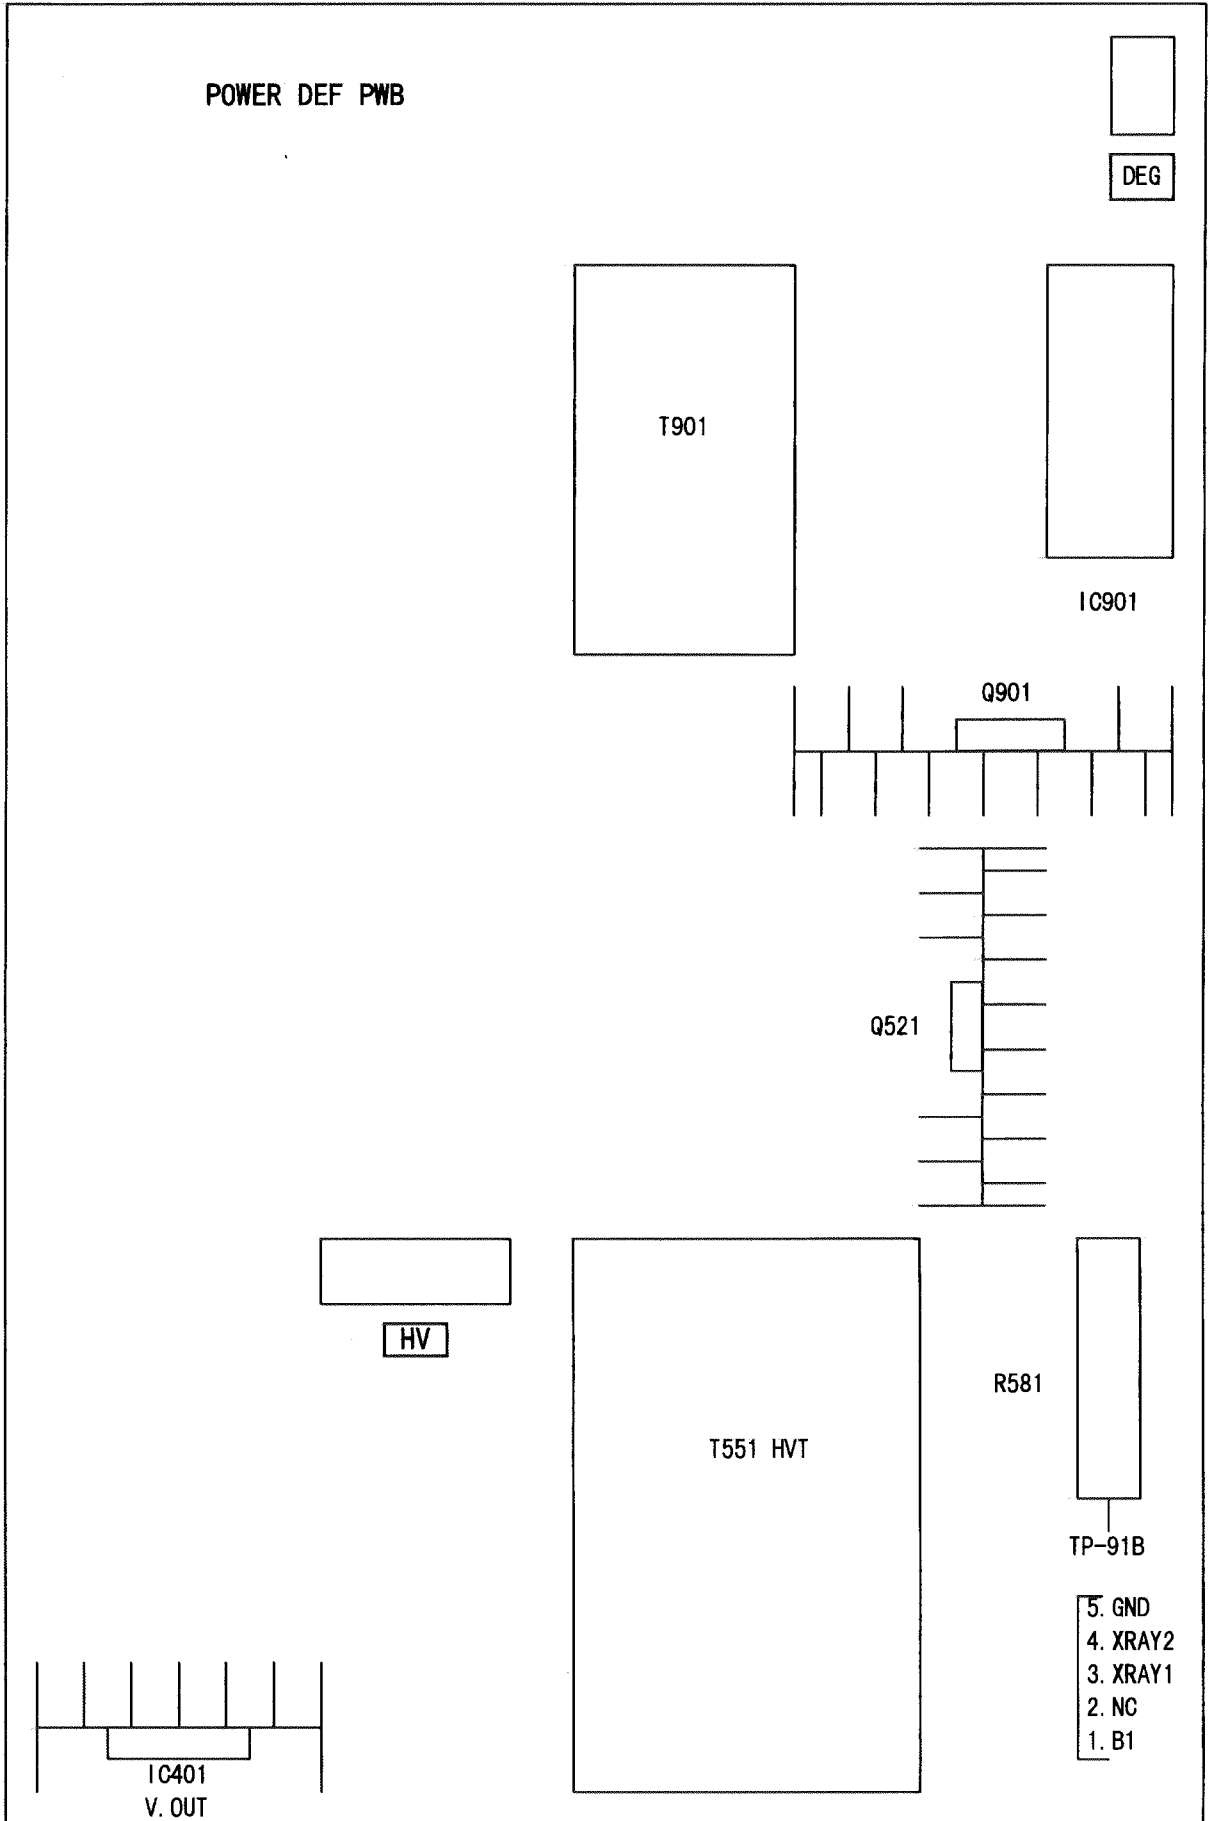 POWER DEF PWB
DEG
T901
IC901
Q901
Q521
HV
R581
T551 HVT
TP-91B
5. GND
4. XRAY2
3. XRAY1
2. NC
1. B1
IC401
V. OUT